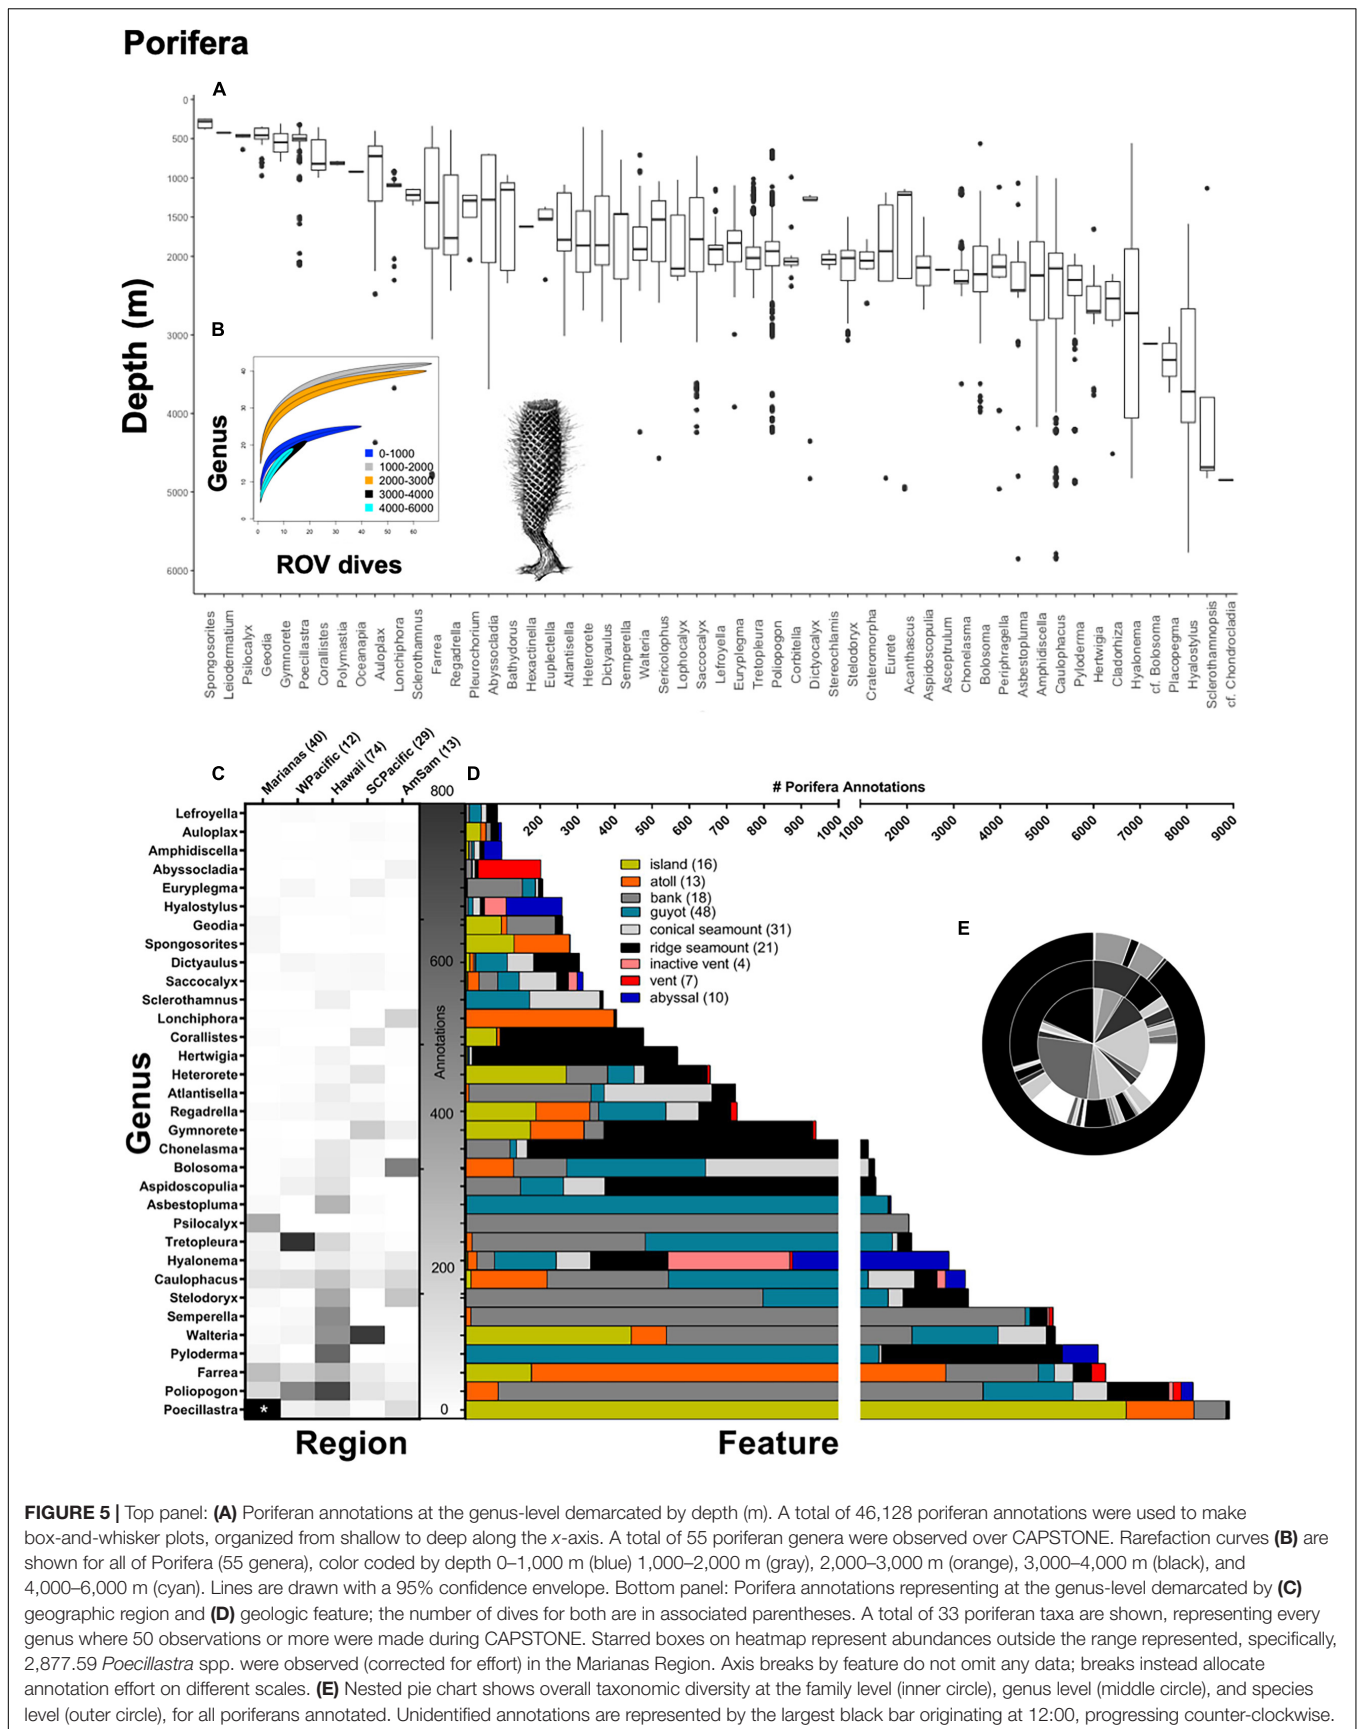 Porifera
A
0
500
1000
1500
2000
3000
4000
5000
6000
Depth (m)
B
Genus
40
30
20
10
0
0-1000
1000-2000
2000-3000
3000-4000
4000-6000
0 10 20 30 40 50 60
ROV dives
Spongosorites
Leiodermatium
Psilocalyx
Geodia
Gymnorete
Poecillastra
Corallistes
Polymastia
Oceanapia
Auloplax
Lonchiphora
Sclerothamnus
Farrea
Regadrella
Pleurochorium
Abyssocladia
Bathydorus
Hexactinella
Euplectella
Atlantisella
Heterorete
Dictyaulus
Semperella
Walteria
Sericolophus
Lophocalyx
Saccocalyx
Lefroyella
Euryplegma
Tretopleura
Poliopogon
Corbitella
Dictyocalyx
Stereochlamis
Stelodoryx
Crateromorpha
Eurete
Acanthascus
Aspidoscopulia
Asceptrulum
Chonelasma
Bolosoma
Periphragella
Asbestopluma
Amphidiscella
Caulophacus
Pyloderma
Hertwigia
Cladorhiza
Hyalonema
cf. Bolosoma
Placopegma
Hyalostylus
Sclerothamnopsis
cf. Chondrocladia
C
Marianas (40)
WPacific (12)
Hawaii (74)
SCPacific (29)
AmSam (13)
Genus
Lefroyella
Auloplax
Amphidiscella
Abyssocladia
Euryplegma
Hyalostylus
Geodia
Spongosorites
Dictyaulus
Saccocalyx
Sclerothamnus
Lonchiphora
Corallistes
Hertwigia
Heterorete
Atlantisella
Regadrella
Gymnorete
Chonelasma
Bolosoma
Aspidoscopulia
Asbestopluma
Psilocalyx
Tretopleura
Hyalonema
Caulophacus
Stelodoryx
Semperella
Walteria
Pyloderma
Farrea
Poliopogon
Poecillastra
*
Region
800
600
Annotations
400
200
0
D
# Porifera Annotations
200 300 400 500 600 700 800 900 1000 1000 2000 3000 4000 5000 6000 7000 8000 9000
island (16)
atoll (13)
bank (18)
guyot (48)
conical seamount (31)
ridge seamount (21)
inactive vent (4)
vent (7)
abyssal (10)
Feature
E
FIGURE 5 | Top panel: (A) Poriferan annotations at the genus-level demarcated by depth (m). A total of 46,128 poriferan annotations were used to make
box-and-whisker plots, organized from shallow to deep along the x-axis. A total of 55 poriferan genera were observed over CAPSTONE. Rarefaction curves (B) are
shown for all of Porifera (55 genera), color coded by depth 0–1,000 m (blue) 1,000–2,000 m (gray), 2,000–3,000 m (orange), 3,000–4,000 m (black), and
4,000–6,000 m (cyan). Lines are drawn with a 95% confidence envelope. Bottom panel: Porifera annotations representing at the genus-level demarcated by (C)
geographic region and (D) geologic feature; the number of dives for both are in associated parentheses. A total of 33 poriferan taxa are shown, representing every
genus where 50 observations or more were made during CAPSTONE. Starred boxes on heatmap represent abundances outside the range represented, specifically,
2,877.59 Poecillastra spp. were observed (corrected for effort) in the Marianas Region. Axis breaks by feature do not omit any data; breaks instead allocate
annotation effort on different scales. (E) Nested pie chart shows overall taxonomic diversity at the family level (inner circle), genus level (middle circle), and species
level (outer circle), for all poriferans annotated. Unidentified annotations are represented by the largest black bar originating at 12:00, progressing counter-clockwise.